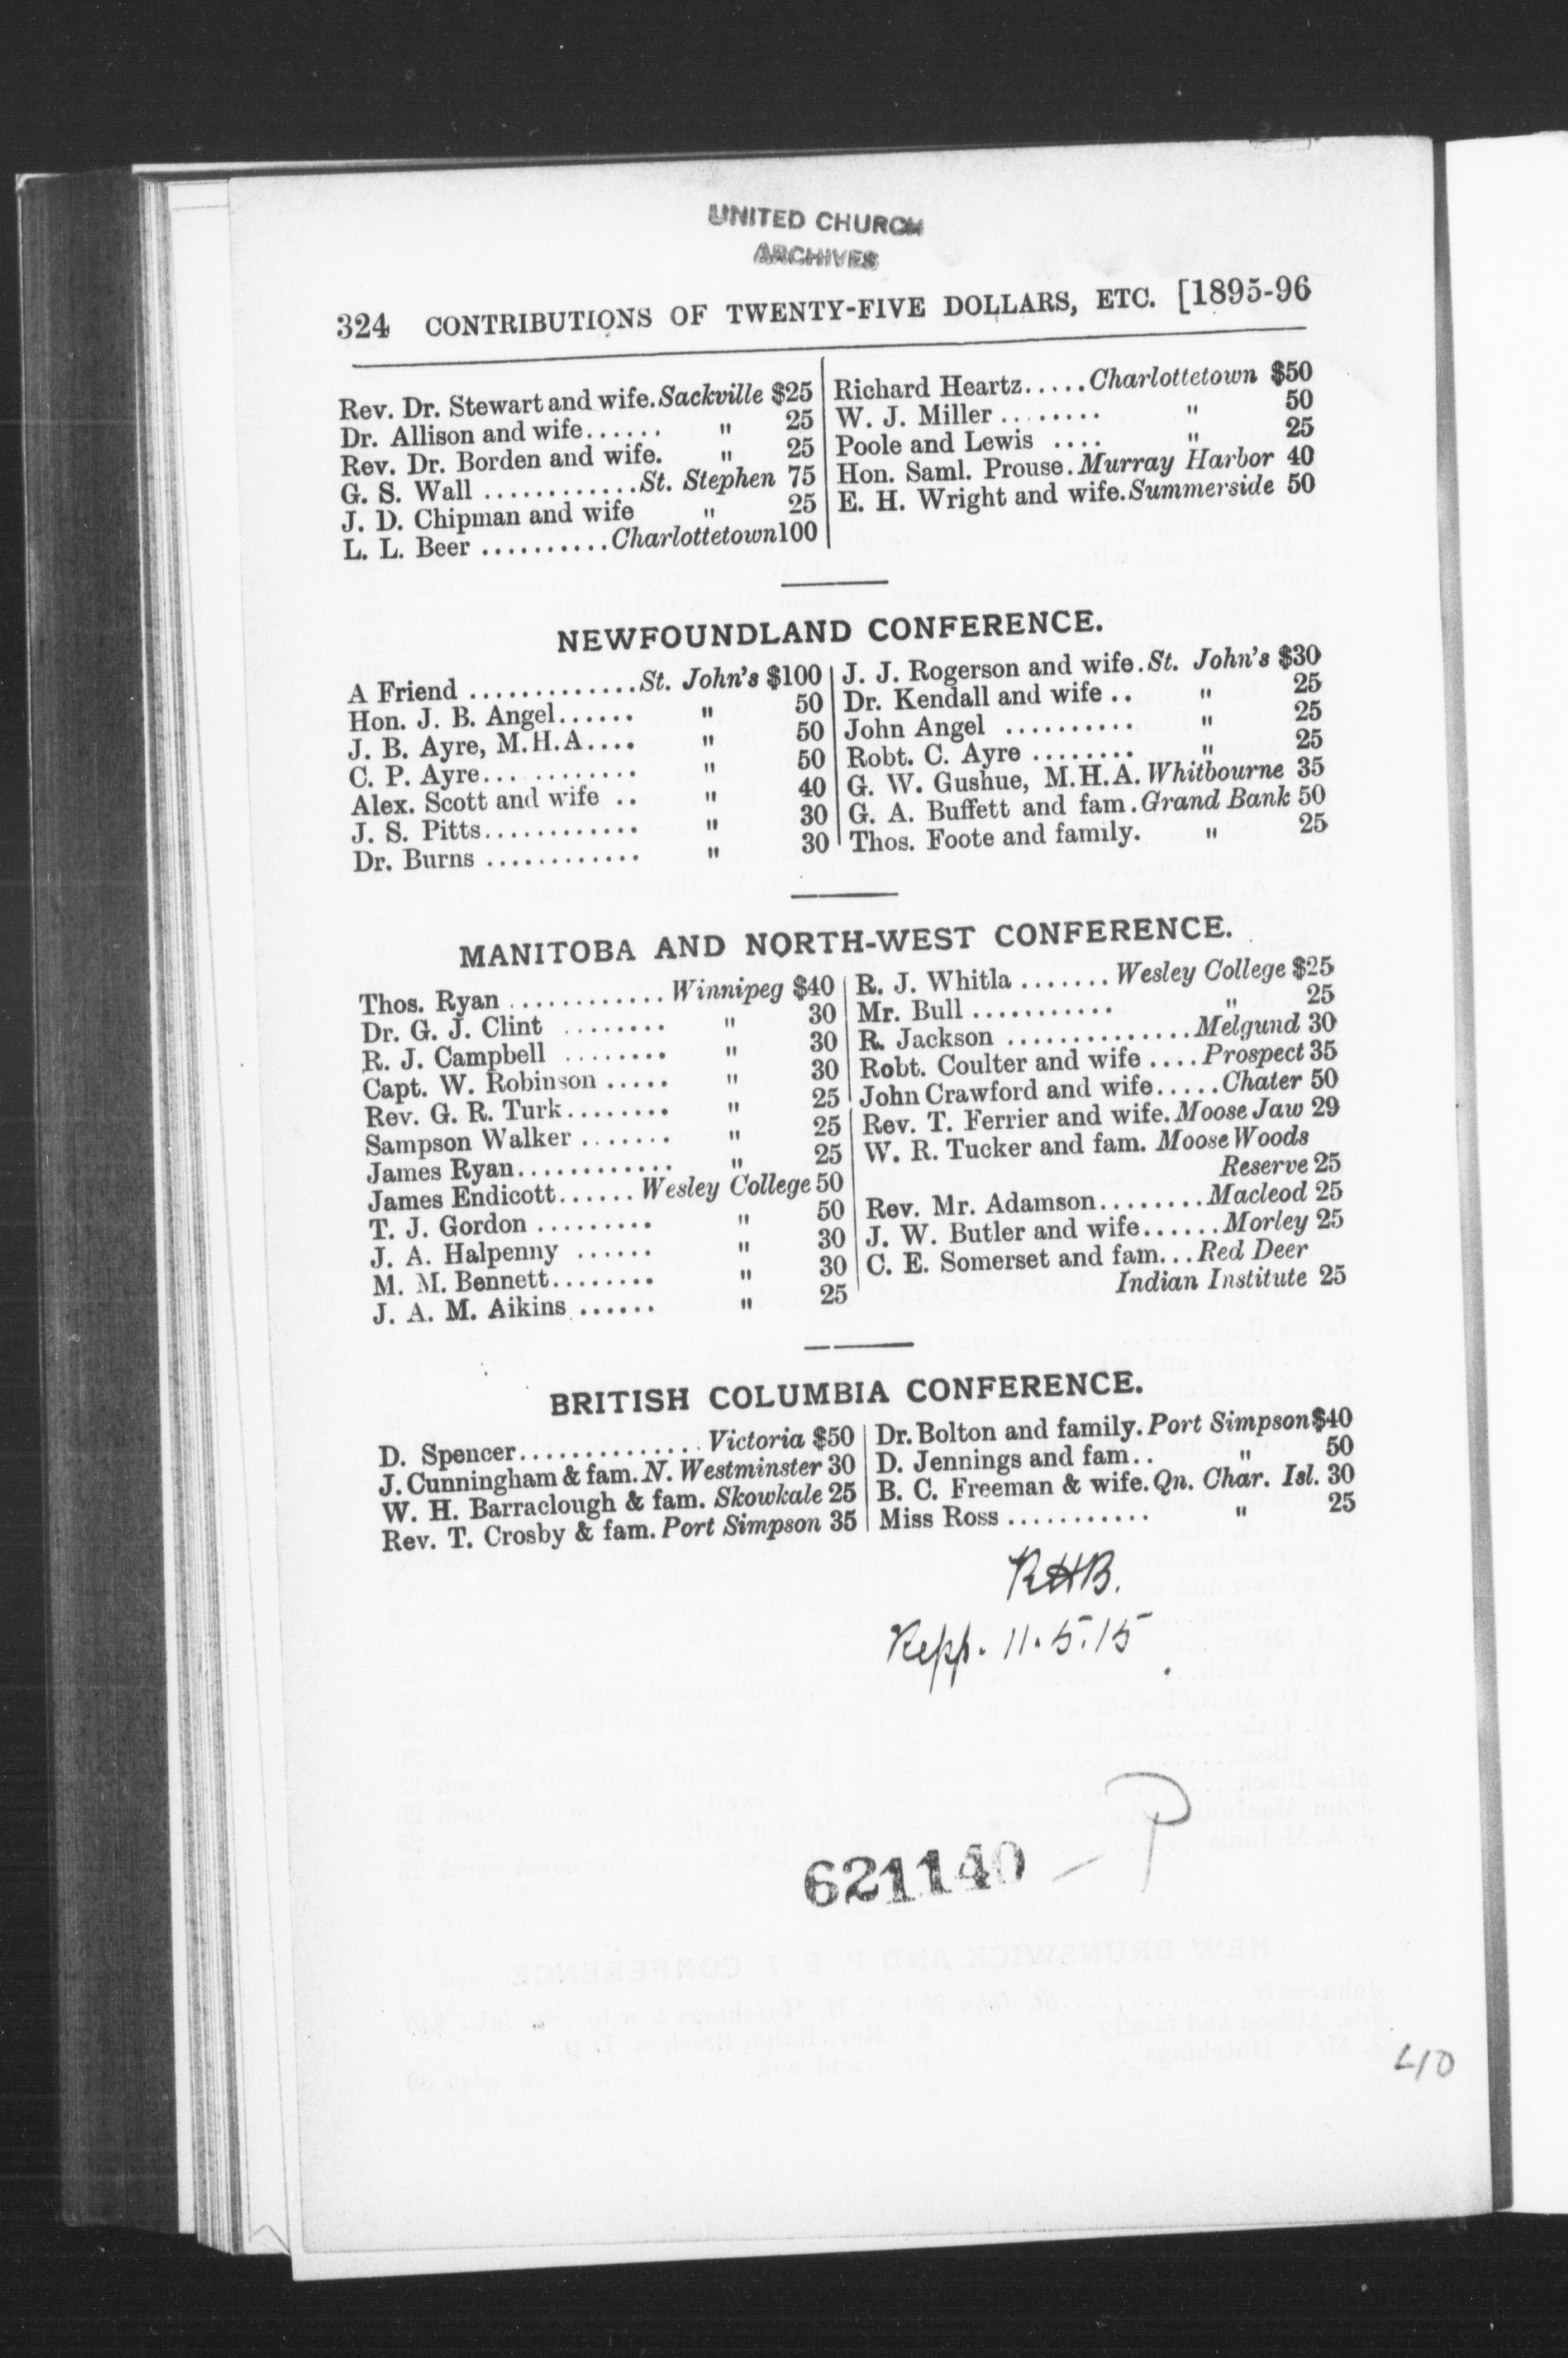 UNITED CHURCH
ARCHIVES
324 CONTRIBUTIONS OF TWENTY-FIVE DOLLARS, ETC. [1895-96
Rev. Dr. Stewart and wife. Sackville $25
Dr. Allison and wife...... " 25
Rev. Dr. Borden and wife. " 25
G. S. Wall ............ St. Stephen 75
J. D. Chipman and wife " 25
L. L. Beer .......... Charlottetown 100
Richard Heartz..... Charlottetown $50
W. J. Miller ........ " 50
Poole and Lewis .... " 25
Hon. Saml. Prouse. Murray Harbor 40
E. H. Wright and wife. Summerside 50
NEWFOUNDLAND CONFERENCE.
A Friend ............. St. John's $100
Hon. J. B. Angel...... " 50
J. B. Ayre, M.H.A.... " 50
C. P. Ayre............ " 50
Alex. Scott and wife .. " 40
J. S. Pitts............ " 30
Dr. Burns ............ " 30
J. J. Rogerson and wife. St. John's $30
Dr. Kendall and wife .. " 25
John Angel .......... " 25
Robt. C. Ayre ........ " 25
G. W. Gushue, M.H.A. Whitbourne 35
G. A. Buffett and fam. Grand Bank 50
Thos. Foote and family. " 25
MANITOBA AND NORTH-WEST CONFERENCE.
Thos. Ryan ............ Winnipeg $40
Dr. G. J. Clint ........ " 30
R. J. Campbell ........ " 30
Capt. W. Robinson ..... " 30
Rev. G. R. Turk........ " 25
Sampson Walker ....... " 25
James Ryan............ " 25
James Endicott...... Wesley College 50
T. J. Gordon ......... " 50
J. A. Halpenny ...... " 30
M. M. Bennett........ " 30
J. A. M. Aikins ...... " 25
R. J. Whitla ....... Wesley College $25
Mr. Bull ........... " 25
R. Jackson .............. Melgund 30
Robt. Coulter and wife .... Prospect 35
John Crawford and wife..... Chater 50
Rev. T. Ferrier and wife. Moose Jaw 29
W. R. Tucker and fam. Moose Woods
Reserve 25
Rev. Mr. Adamson........ Macleod 25
J. W. Butler and wife...... Morley 25
C. E. Somerset and fam... Red Deer
Indian Institute 25
BRITISH COLUMBIA CONFERENCE.
D. Spencer.............. Victoria $50
J. Cunningham & fam. N. Westminster 30
W. H. Barraclough & fam. Skowkale 25
Rev. T. Crosby & fam. Port Simpson 35
Dr. Bolton and family. Port Simpson $40
D. Jennings and fam.. " 50
B. C. Freeman & wife. Qn. Char. Isl. 30
Miss Ross ........... " 25
RHB.
Repp. 11.5.15
621140 — P
410